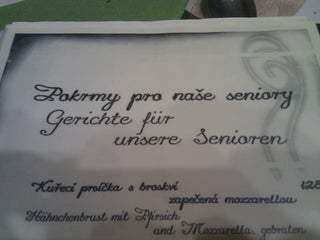 Pokrmy pro naše seniory
Gerichte für
unsere Senioren
Kuřecí prsíčka s broskví
zapečená mozzarellou 128
Hähnchenbrust mit Pfirsich
und Mozzarella, gebraten